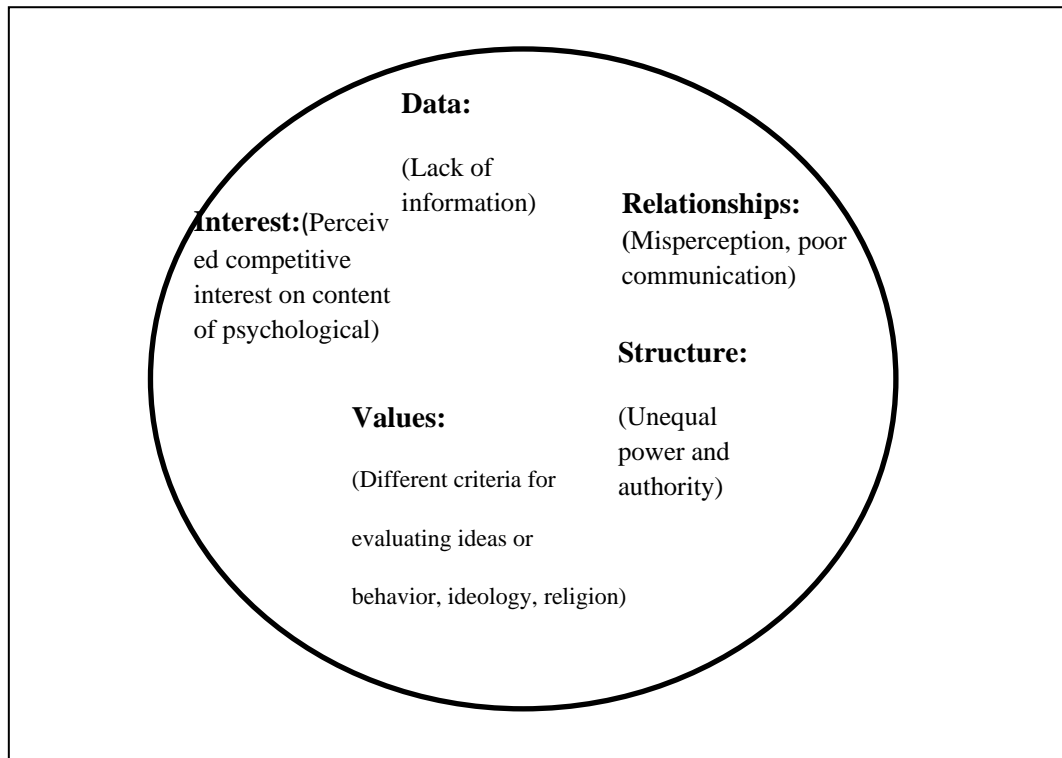 Data:
(Lack of
information)
Interest:(Perceiv
ed competitive
interest on content
of psychological)
Relationships:
(Misperception, poor
communication)
Structure:
(Unequal
power and
authority)
Values:
(Different criteria for
evaluating ideas or
behavior, ideology, religion)